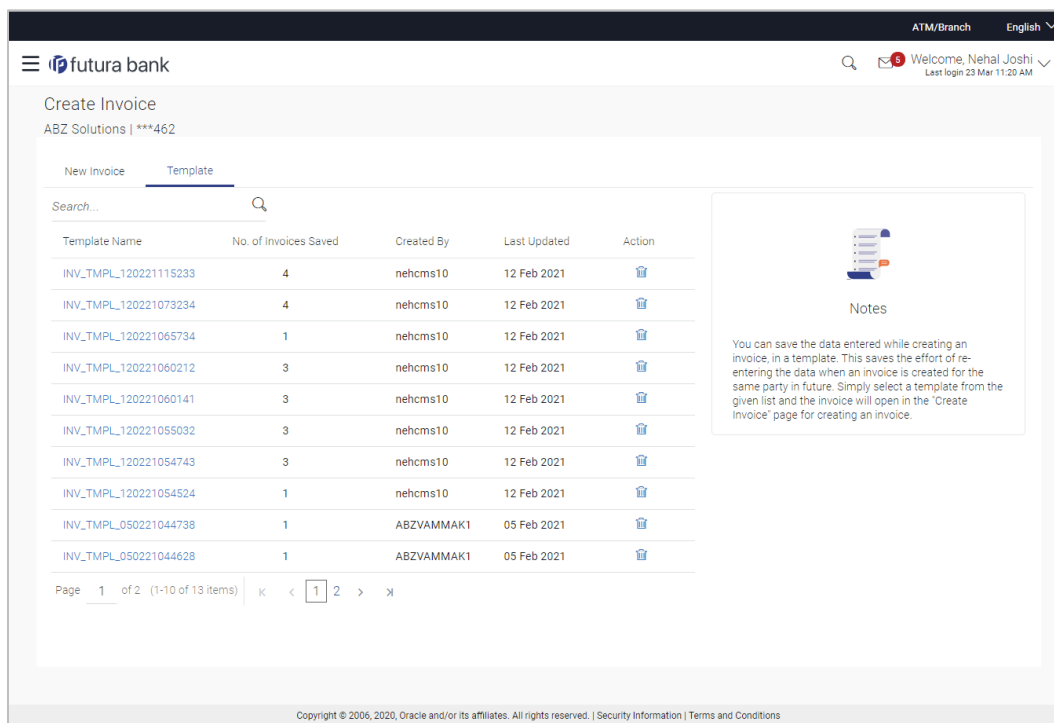 ATM/Branch English
futura bank
5 Welcome, Nehal Joshi
Last login 23 Mar 11:20 AM
Create Invoice
ABZ Solutions | ***462
New Invoice Template
Search...
Template Name No. of Invoices Saved Created By Last Updated Action
INV_TMPL_120221115233 4 nehcms10 12 Feb 2021
INV_TMPL_120221073234 4 nehcms10 12 Feb 2021
INV_TMPL_120221065734 1 nehcms10 12 Feb 2021
INV_TMPL_120221060212 3 nehcms10 12 Feb 2021
INV_TMPL_120221060141 3 nehcms10 12 Feb 2021
INV_TMPL_120221055032 3 nehcms10 12 Feb 2021
INV_TMPL_120221054743 3 nehcms10 12 Feb 2021
INV_TMPL_120221054524 1 nehcms10 12 Feb 2021
INV_TMPL_050221044738 1 ABZVAMMAK1 05 Feb 2021
INV_TMPL_050221044628 1 ABZVAMMAK1 05 Feb 2021
Page 1 of 2 (1-10 of 13 items) 1 2
Notes
You can save the data entered while creating an
invoice, in a template. This saves the effort of re-
entering the data when an invoice is created for the
same party in future. Simply select a template from the
given list and the invoice will open in the "Create
Invoice" page for creating an invoice.
Copyright © 2006, 2020, Oracle and/or its affiliates. All rights reserved. | Security Information | Terms and Conditions